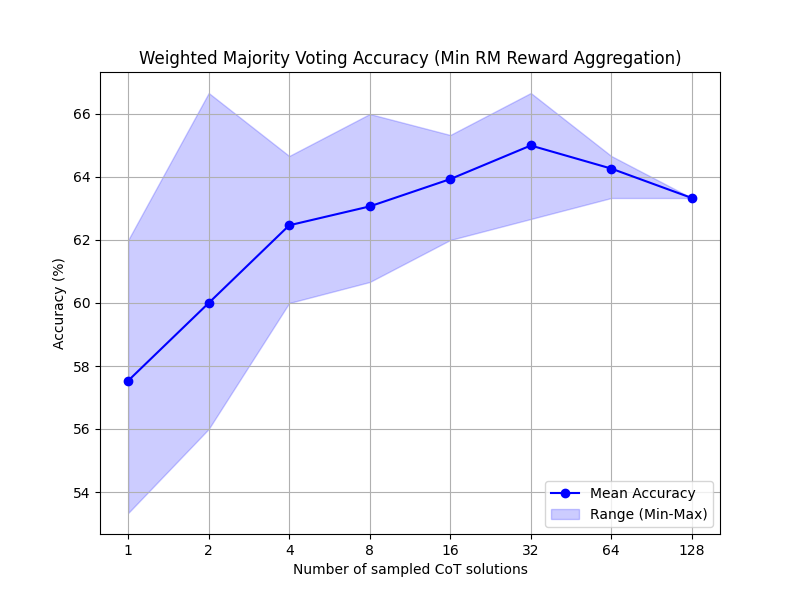 Weighted Majority Voting Accuracy (Min RM Reward Aggregation)
66
64
62
60
58
56
54
Accuracy (%)
Mean Accuracy
Range (Min-Max)
1 2 4 8 16 32 64 128
Number of sampled CoT solutions